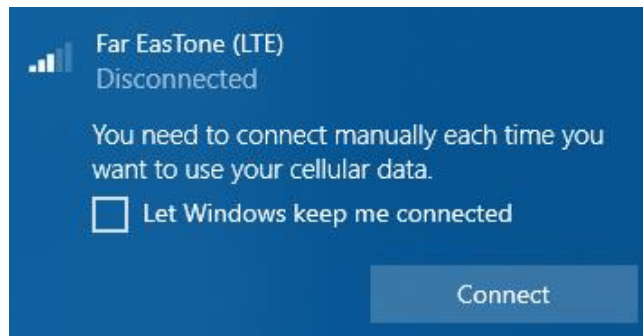 Far EasTone (LTE)
Disconnected
You need to connect manually each time you
want to use your cellular data.
Let Windows keep me connected
Connect